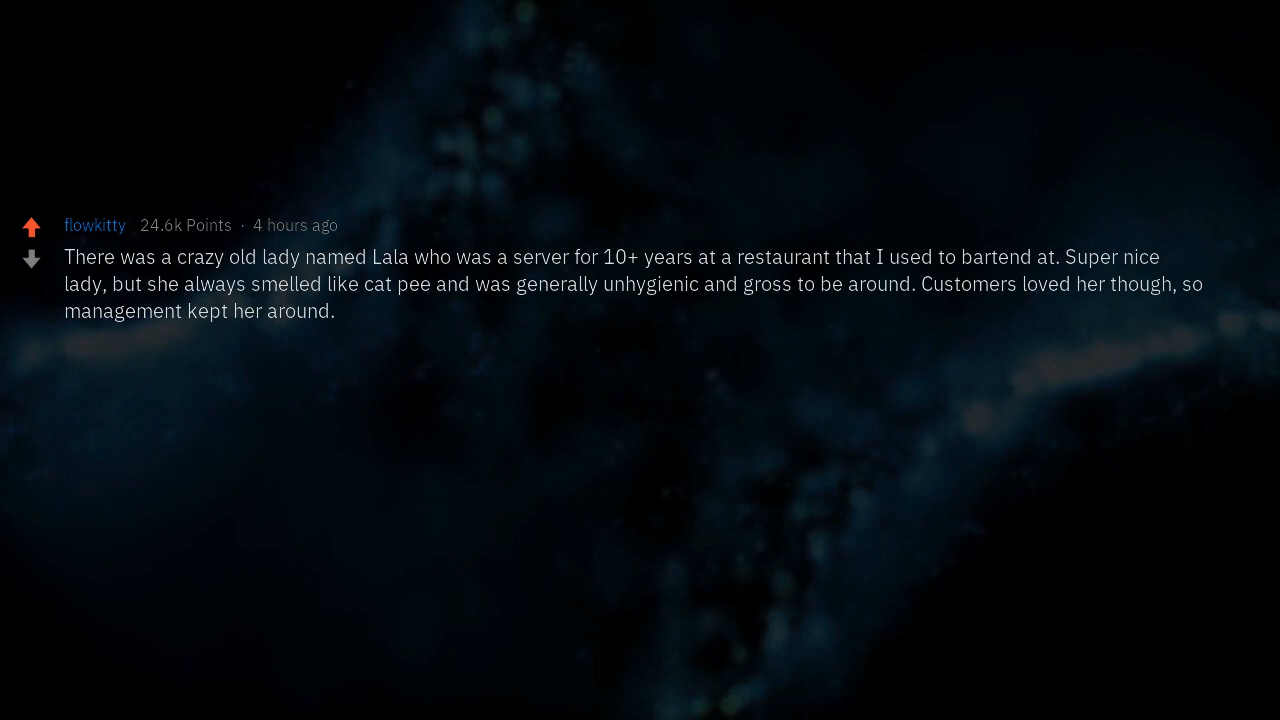 flowkitty 24.6k Points · 4 hours ago
There was a crazy old lady named Lala who was a server for 10+ years at a restaurant that I used to bartend at. Super nice
lady, but she always smelled like cat pee and was generally unhygienic and gross to be around. Customers loved her though, so
management kept her around.